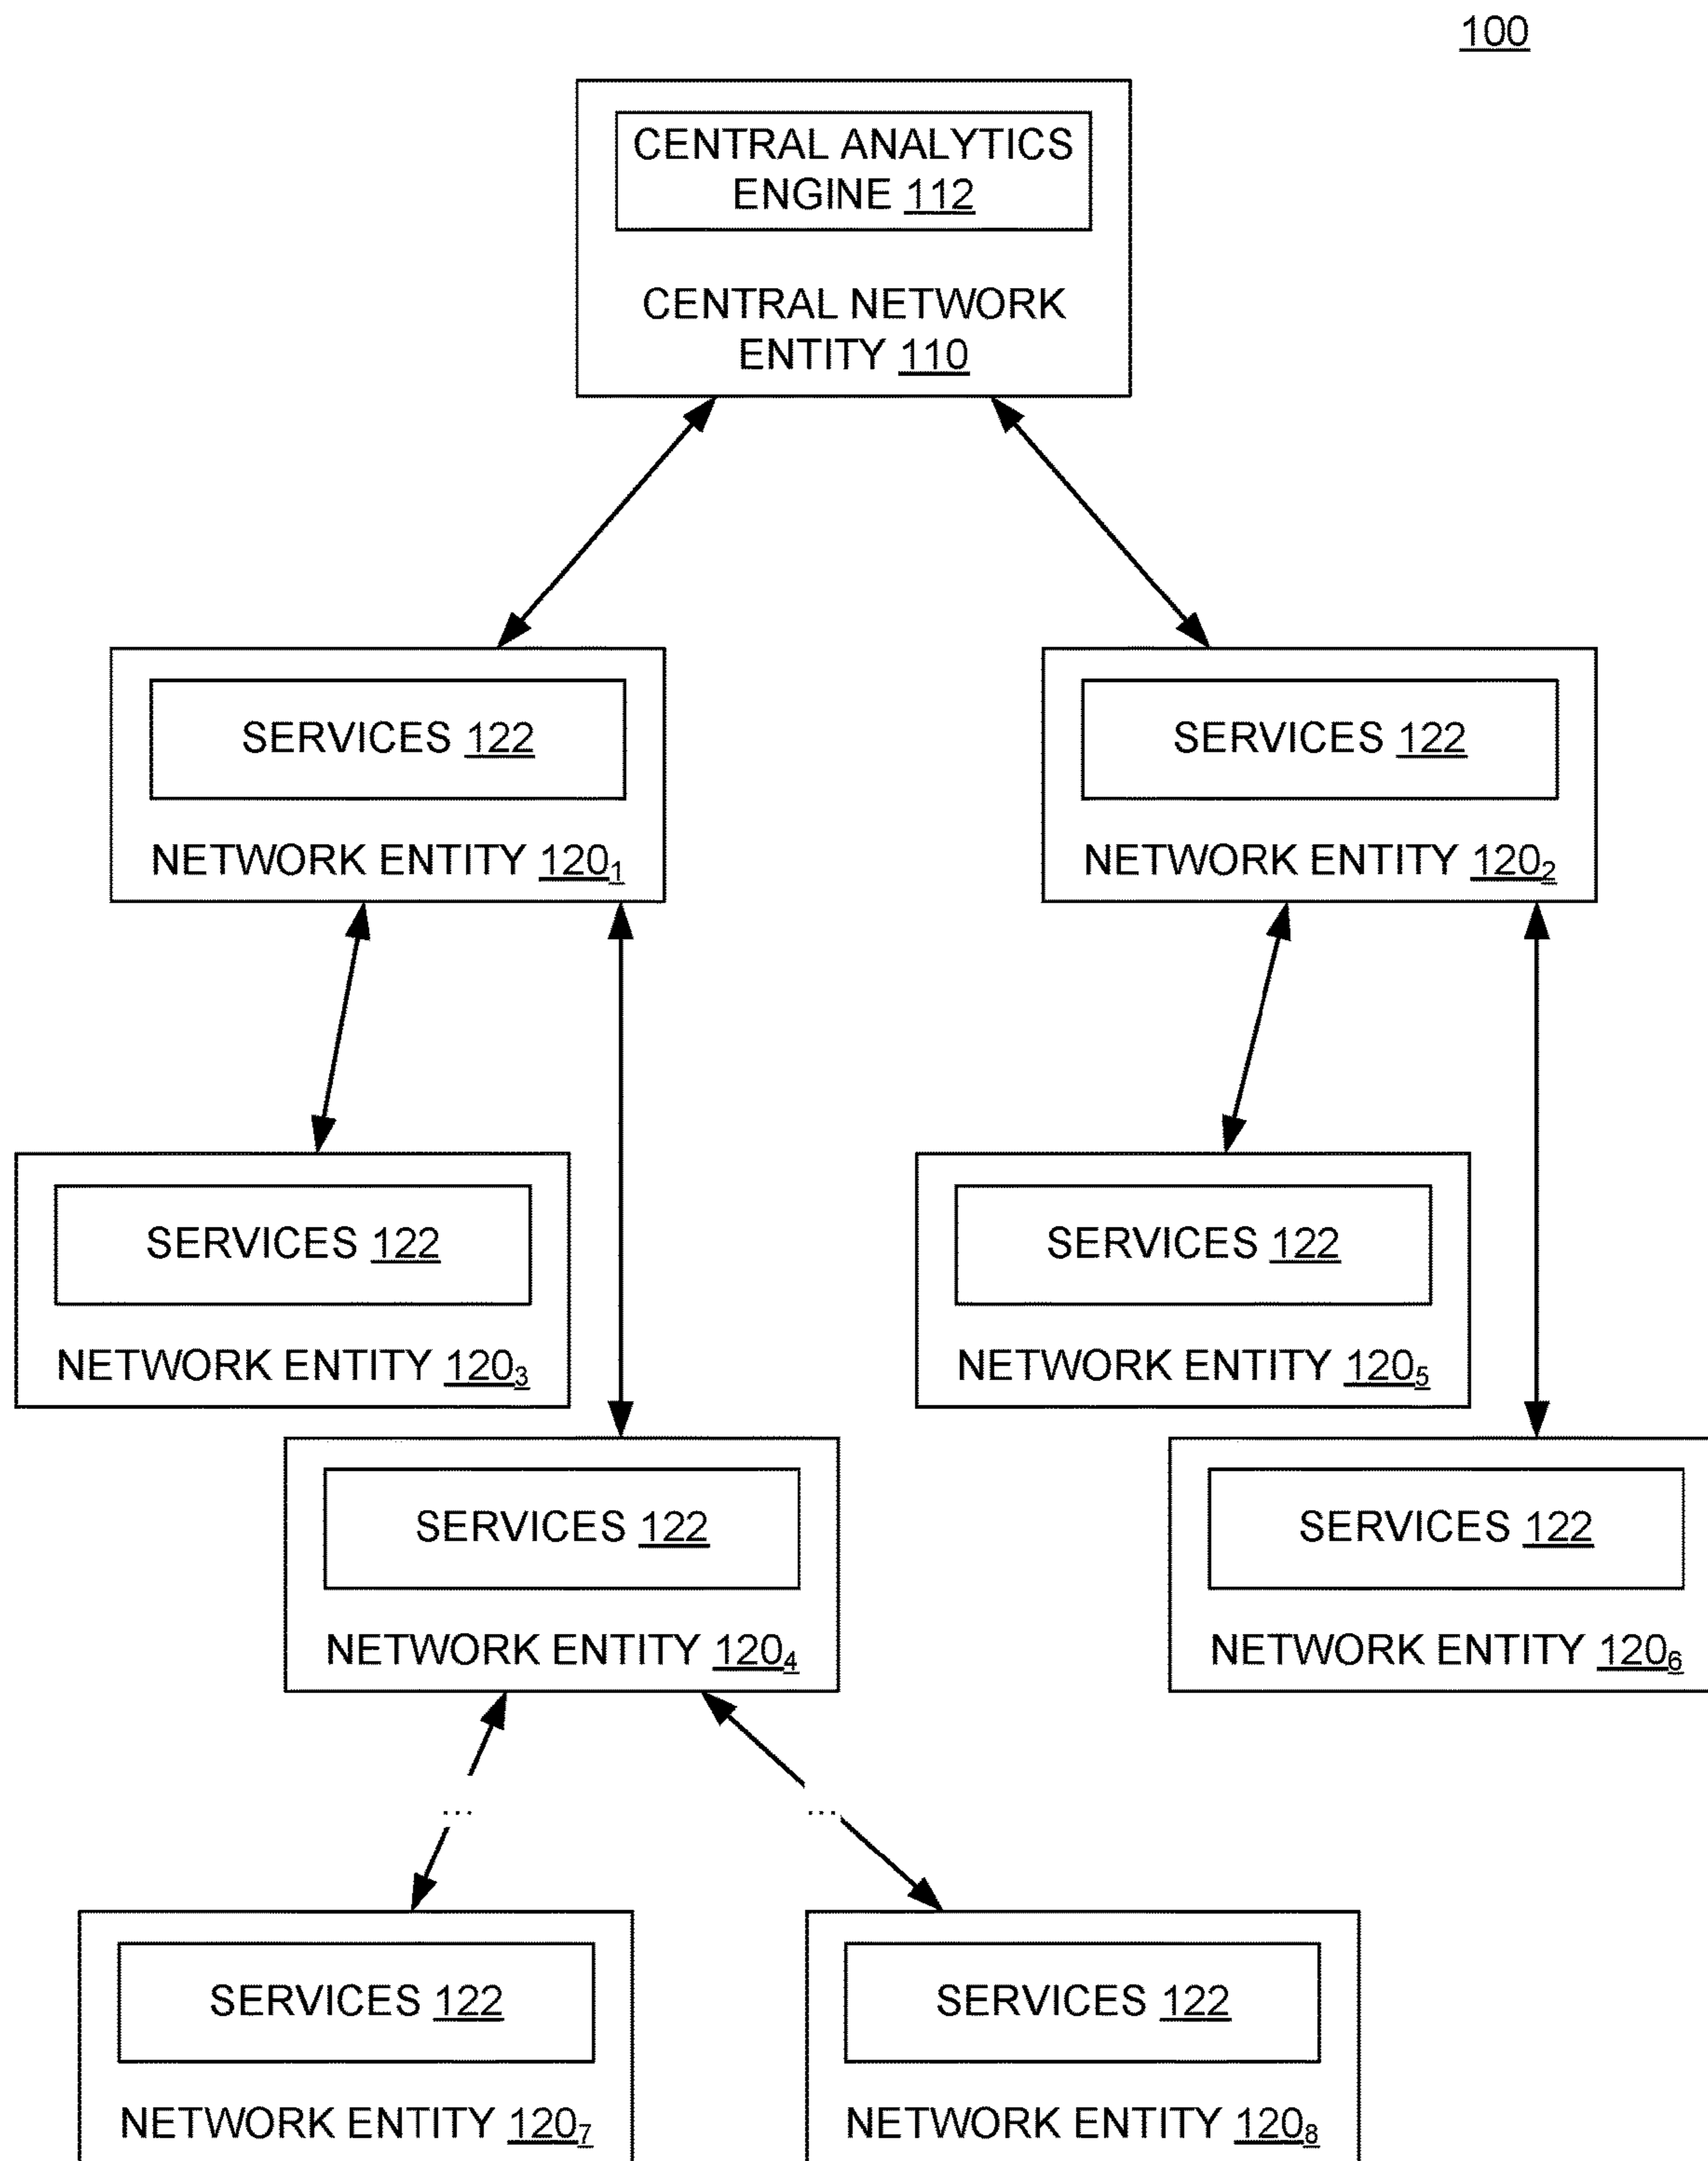 100
CENTRAL ANALYTICS
ENGINE 112
CENTRAL NETWORK
ENTITY 110
SERVICES 122
NETWORK ENTITY 120₁
SERVICES 122
NETWORK ENTITY 120₂
SERVICES 122
NETWORK ENTITY 120₃
SERVICES 122
NETWORK ENTITY 120₅
SERVICES 122
NETWORK ENTITY 120₄
SERVICES 122
NETWORK ENTITY 120₆
...
...
SERVICES 122
NETWORK ENTITY 120₇
SERVICES 122
NETWORK ENTITY 120₈